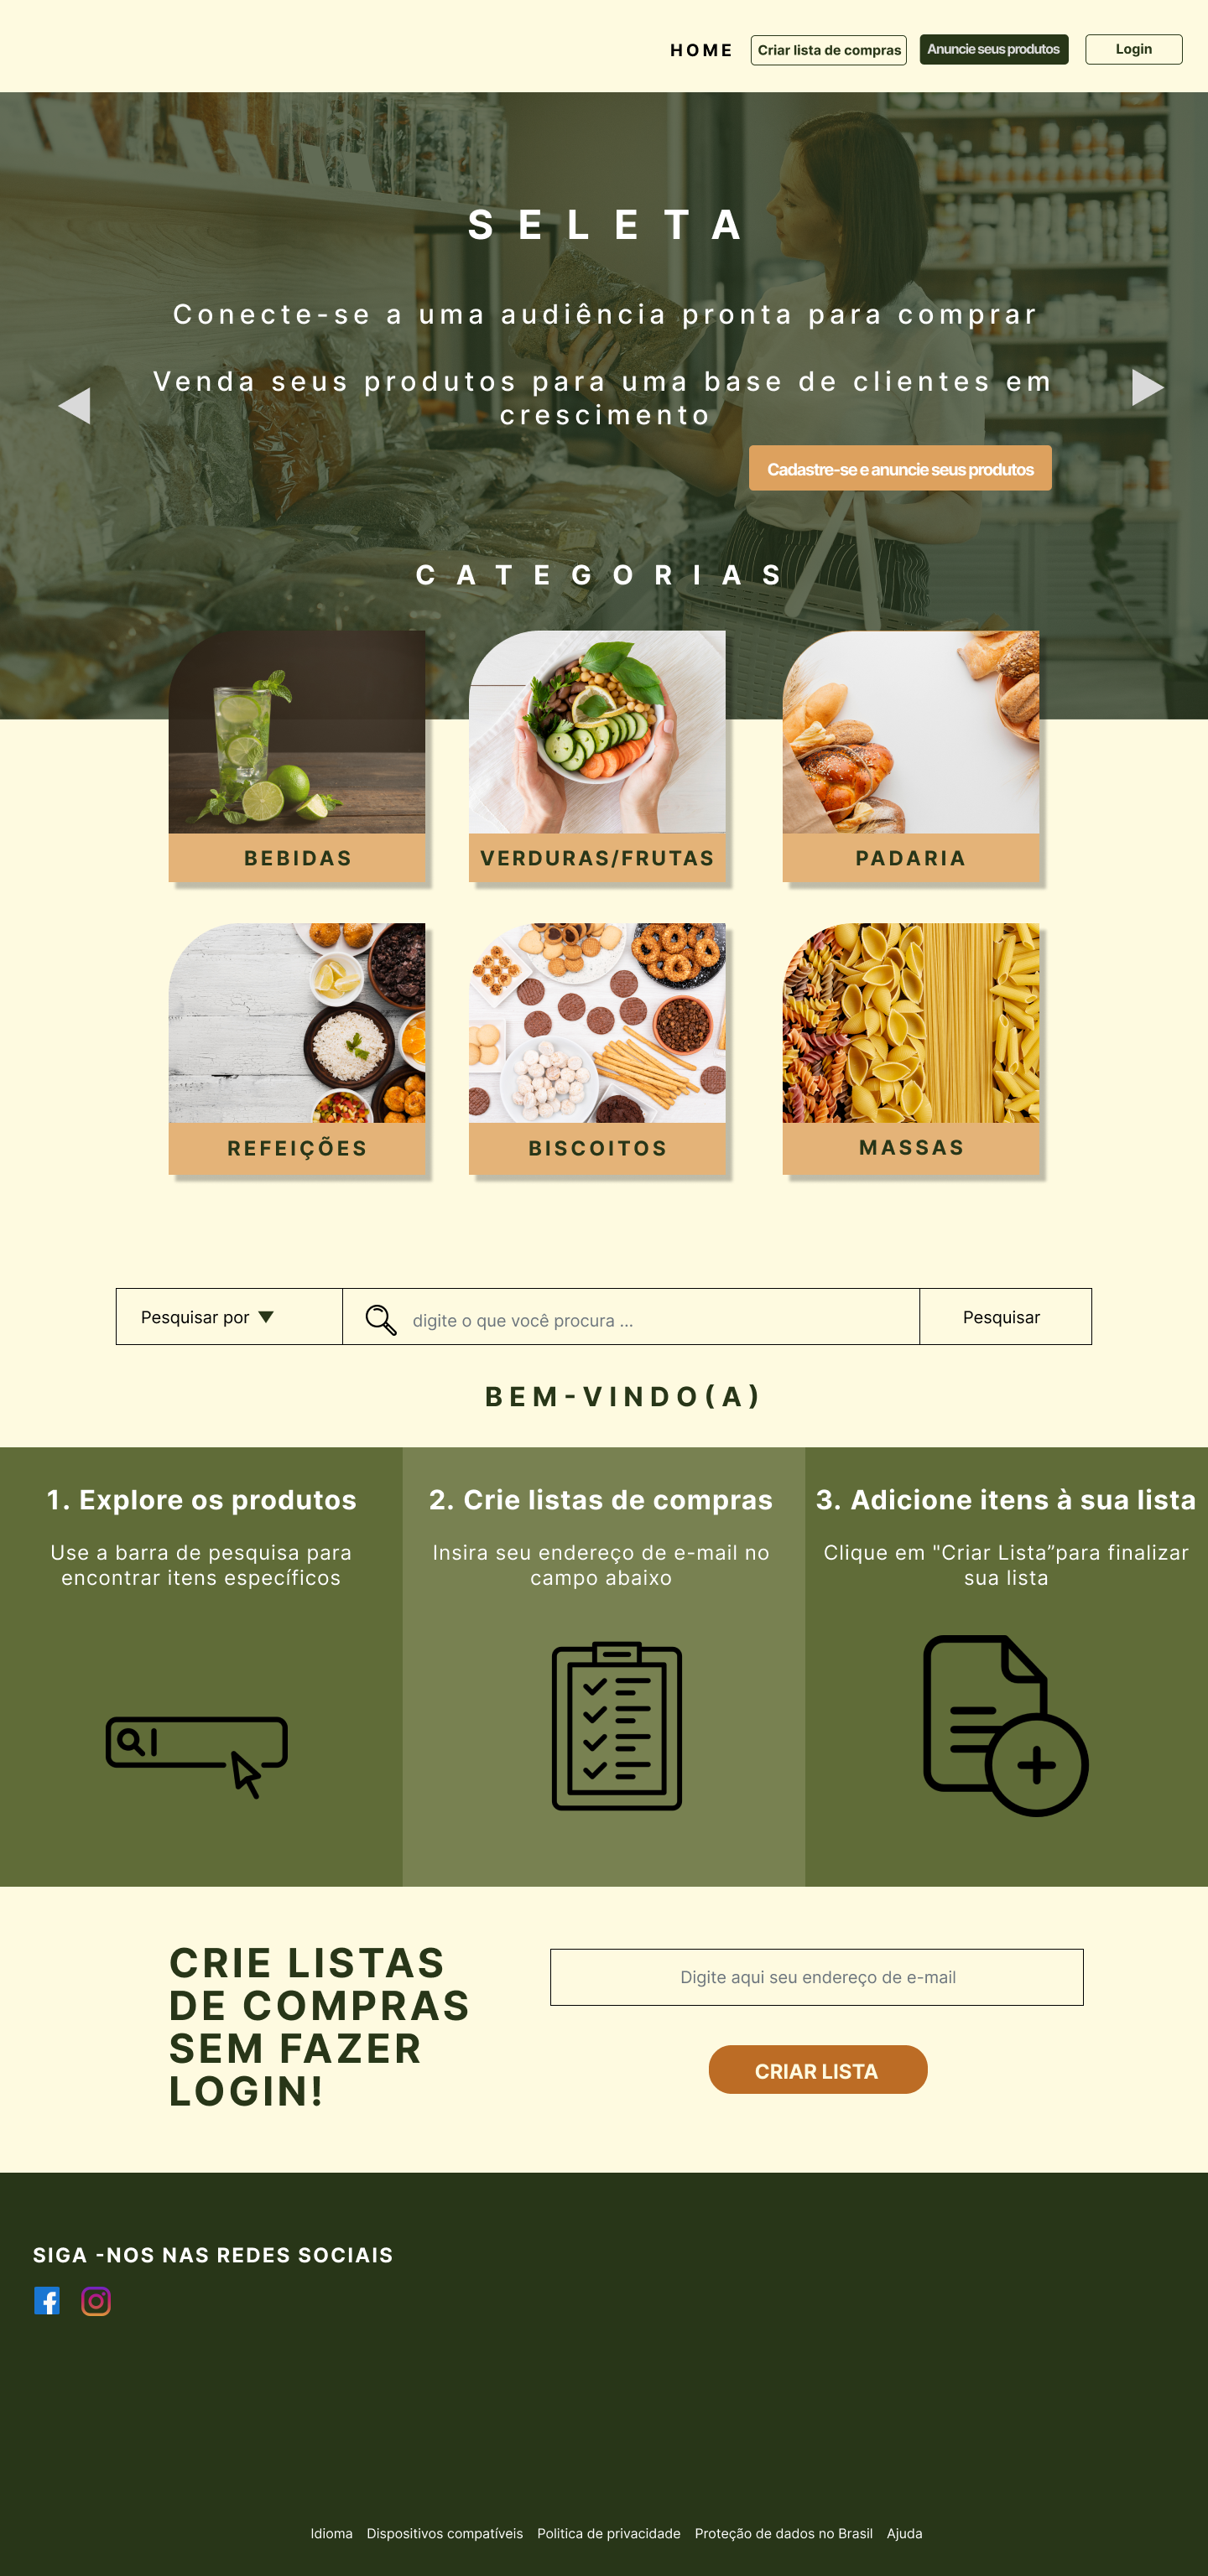 HOME
Criar lista de compras
Anuncie seus produtos
Login
SELETA
Conecte-se a uma audiência pronta para comprar
Venda seus produtos para uma base de clientes em
crescimento
Cadastre-se e anuncie seus produtos
CATEGORIAS
BEBIDAS
VERDURAS/FRUTAS
PADARIA
REFEIÇÕES
BISCOITOS
MASSAS
Pesquisar por ▼
digite o que você procura ...
Pesquisar
BEM-VINDO(A)
1. Explore os produtos
Use a barra de pesquisa para
encontrar itens específicos
2. Crie listas de compras
Insira seu endereço de e-mail no
campo abaixo
3. Adicione itens à sua lista
Clique em "Criar Lista”para finalizar
sua lista
CRIE LISTAS
DE COMPRAS
SEM FAZER
LOGIN!
Digite aqui seu endereço de e-mail
CRIAR LISTA
SIGA -NOS NAS REDES SOCIAIS
Idioma Dispositivos compatíveis Politica de privacidade Proteção de dados no Brasil Ajuda